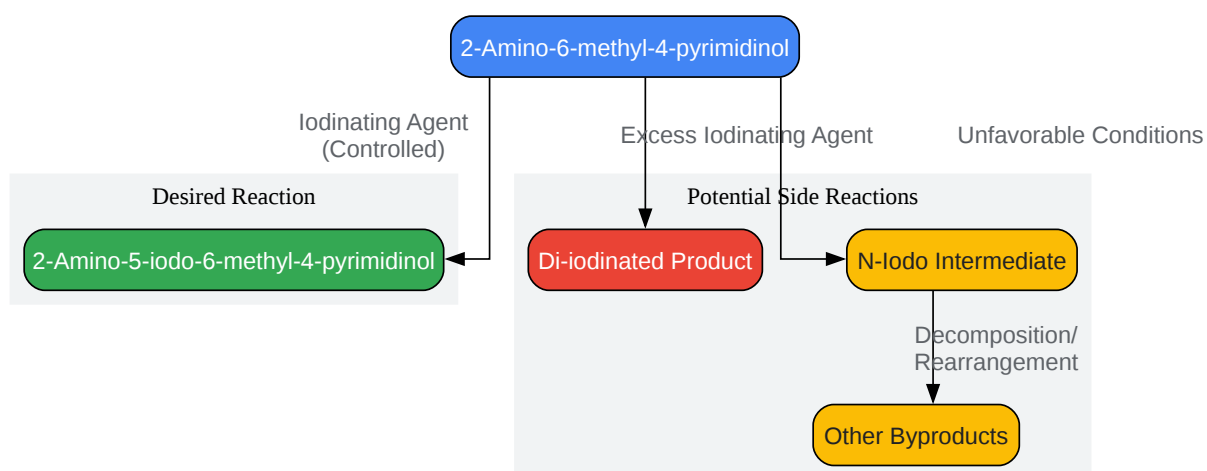 2-Amino-6-methyl-4-pyrimidinol
Iodinating Agent
(Controlled)
Excess Iodinating Agent
Unfavorable Conditions
Desired Reaction
Potential Side Reactions
2-Amino-5-iodo-6-methyl-4-pyrimidinol
Di-iodinated Product
N-Iodo Intermediate
Decomposition/
Rearrangement
Other Byproducts